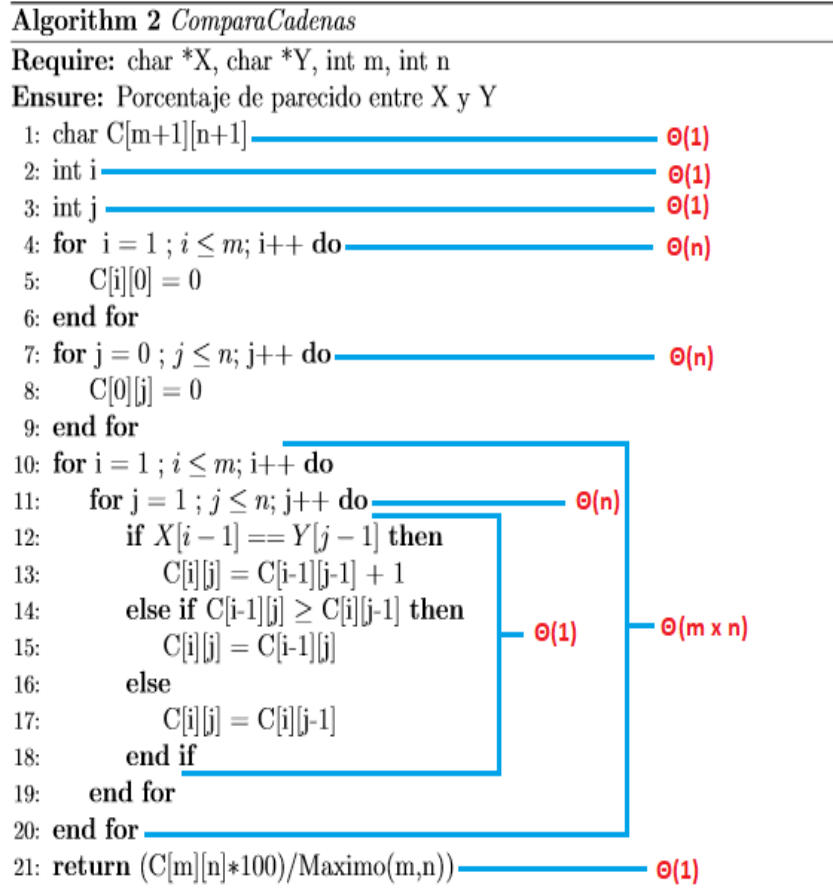 Algorithm 2 ComparaCadenas
Require: char *X, char *Y, int m, int n
Ensure: Porcentaje de parecido entre X y Y
1: char C[m+1][n+1] Θ(1)
2: int i Θ(1)
3: int j Θ(1)
4: for i = 1 ; i ≤ m; i++ do Θ(n)
5: C[i][0] = 0
6: end for
7: for j = 0 ; j ≤ n; j++ do Θ(n)
8: C[0][j] = 0
9: end for
10: for i = 1 ; i ≤ m; i++ do
11: for j = 1 ; j ≤ n; j++ do Θ(n)
12: if X[i − 1] == Y[j − 1] then
13: C[i][j] = C[i-1][j-1] + 1
14: else if C[i-1][j] ≥ C[i][j-1] then
15: C[i][j] = C[i-1][j] Θ(1) Θ(m x n)
16: else
17: C[i][j] = C[i][j-1]
18: end if
19: end for
20: end for
21: return (C[m][n]*100)/Maximo(m,n)) Θ(1)